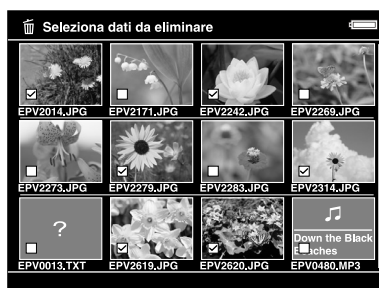 Seleziona dati da eliminare
EPV2014.JPG EPV2171.JPG EPV2242.JPG EPV2269.JPG
EPV2273.JPG EPV2279.JPG EPV2283.JPG EPV2314.JPG
?
Down the Black
EPV0013.TXT EPV2619.JPG EPV2620.JPG EPV0480.MP3